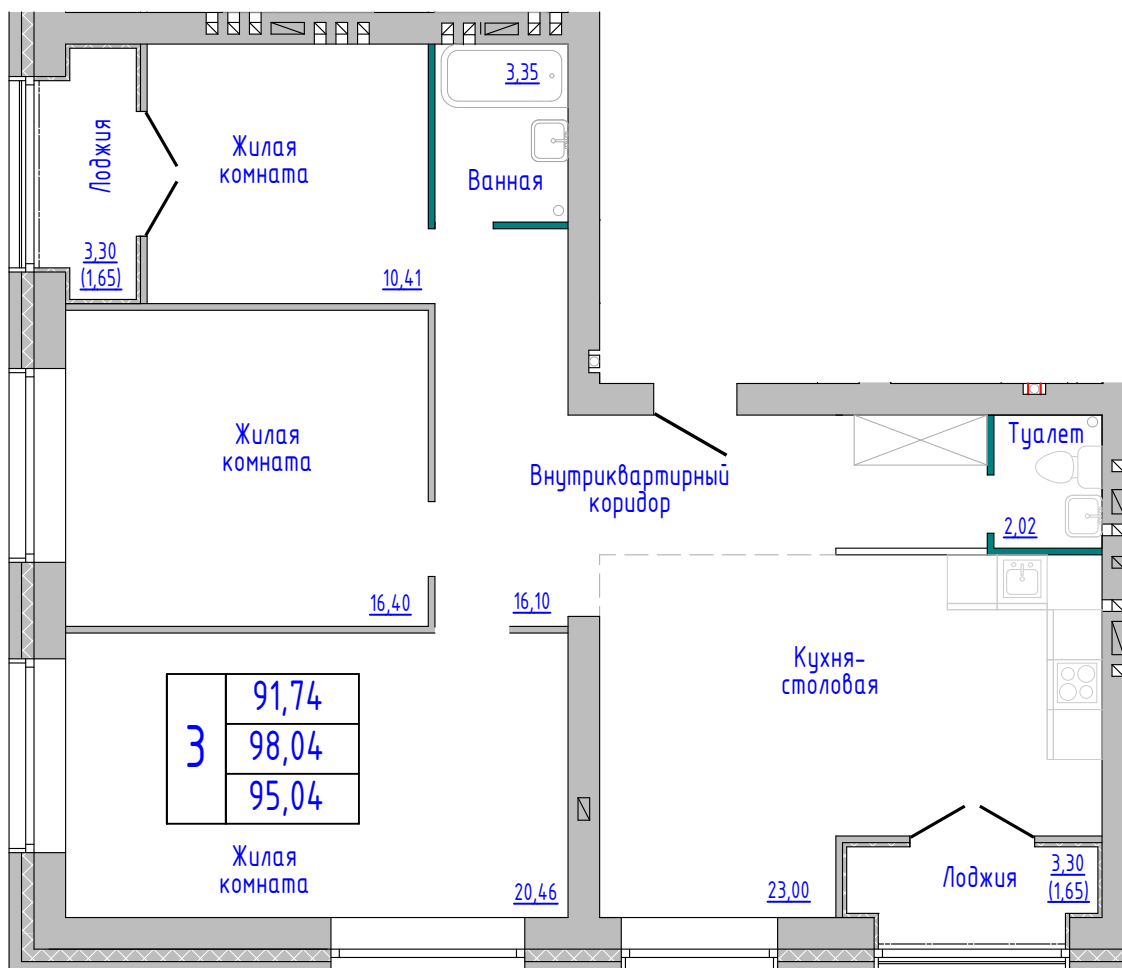 3,35
Лоджия
Жилая
комната
Ванная
3,30
(1,65)
10,41
Жилая
комната
Туалет
Внутриквартирный
коридор
2,02
16,40
16,10
Кухня-
столовая
3
91,74
98,04
95,04
Жилая
комната
20,46
23,00
Лоджия
3,30
(1,65)